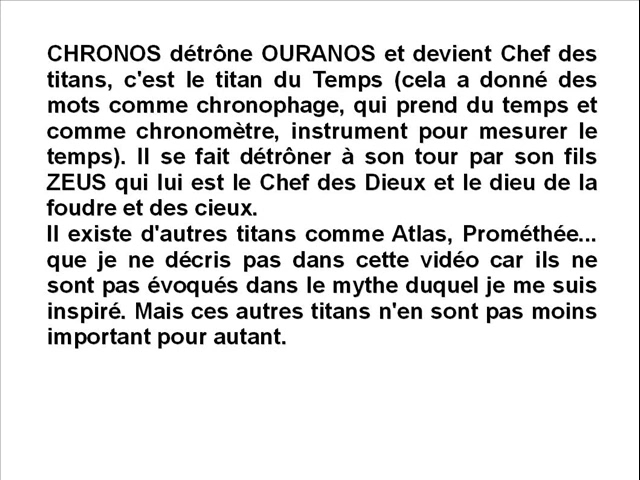 CHRONOS détrône OURANOS et devient Chef des
titans, c'est le titan du Temps (cela a donné des
mots comme chronophage, qui prend du temps et
comme chronomètre, instrument pour mesurer le
temps). Il se fait détrôner à son tour par son fils
ZEUS qui lui est le Chef des Dieux et le dieu de la
foudre et des cieux.
Il existe d'autres titans comme Atlas, Prométhée...
que je ne décris pas dans cette vidéo car ils ne
sont pas évoqués dans le mythe duquel je me suis
inspiré. Mais ces autres titans n'en sont pas moins
important pour autant.